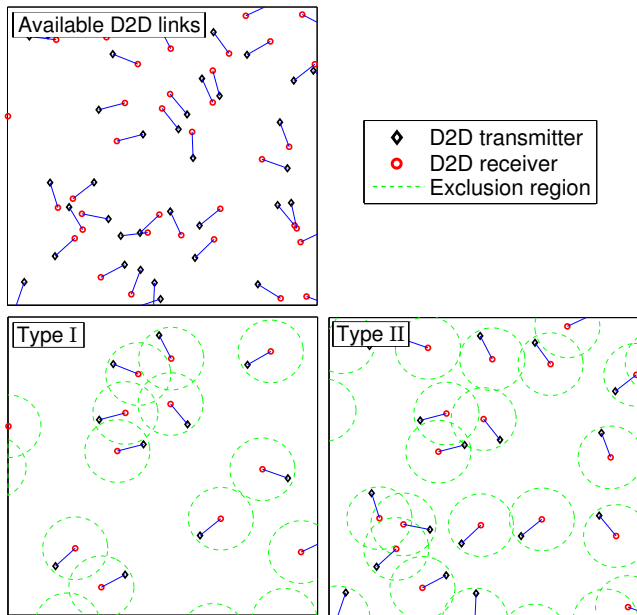 Available D2D links
D2D transmitter
D2D receiver
Exclusion region
Type I
Type II